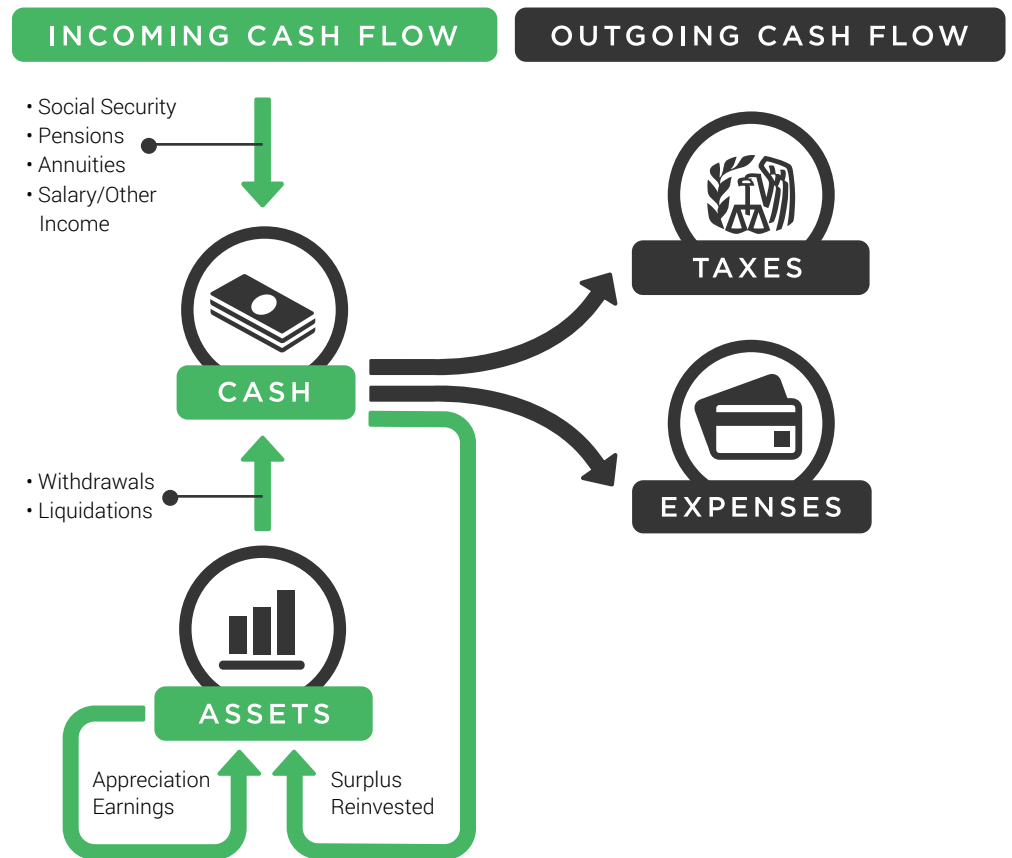 INCOMING CASH FLOW
OUTGOING CASH FLOW
• Social Security
• Pensions
• Annuities
• Salary/Other
Income
TAXES
CASH
EXPENSES
• Withdrawals
• Liquidations
ASSETS
Appreciation
Earnings
Surplus
Reinvested